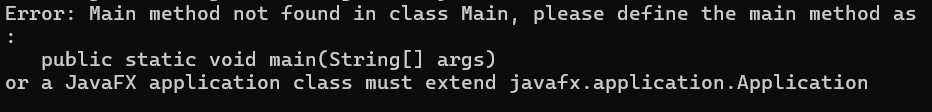 Error: Main method not found in class Main, please define the main method as
:
   public static void main(String[] args)
or a JavaFX application class must extend javafx.application.Application